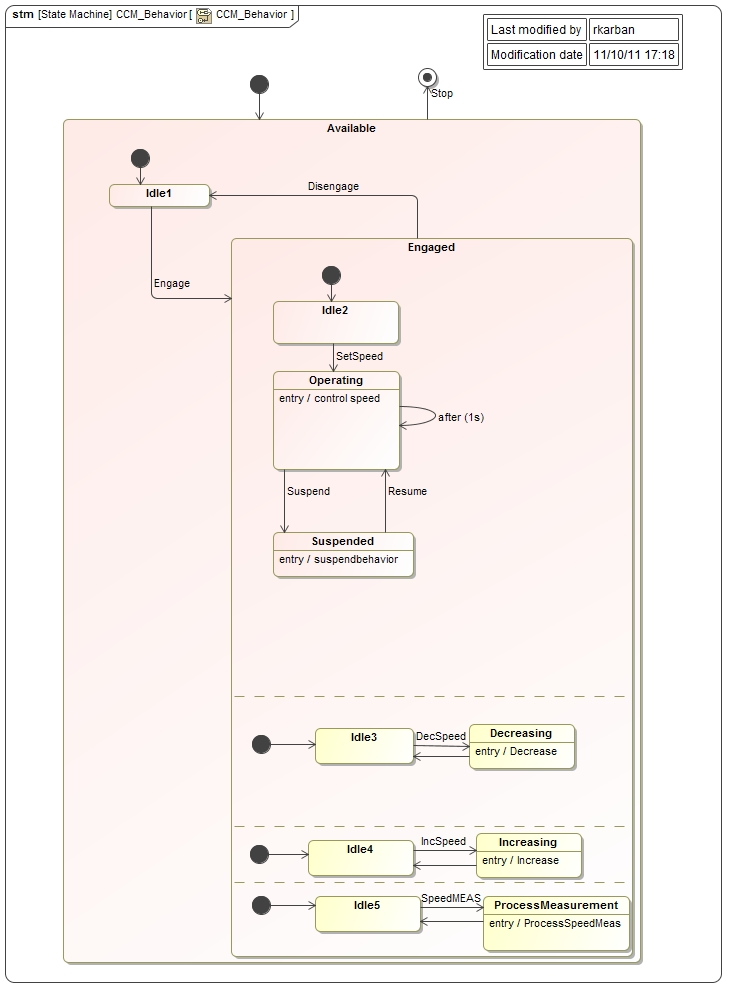 stm [State Machine] CCM_Behavior [ CCM_Behavior ]
Last modified by rkarban
Modification date 11/10/11 17:18
Stop
Available
Idle1
Disengage
Engaged
Engage
Idle2
SetSpeed
Operating
entry / control speed
after (1s)
Suspend Resume
Suspended
entry / suspendbehavior
Idle3 DecSpeed Decreasing
entry / Decrease
Idle4 IncSpeed Increasing
entry / Increase
Idle5 SpeedMEAS ProcessMeasurement
entry / ProcessSpeedMeas